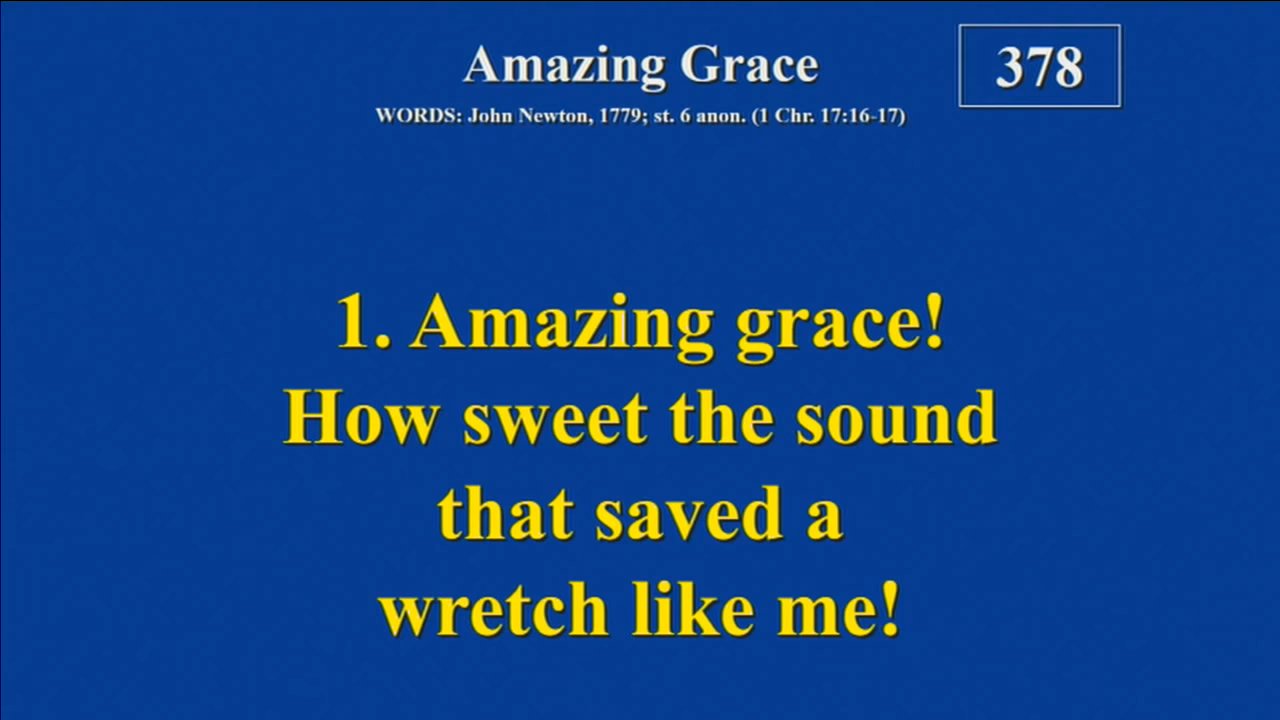 Amazing Grace
378
WORDS: John Newton, 1779; st. 6 anon. (1 Chr. 17:16-17)
1. Amazing grace!
How sweet the sound
that saved a
wretch like me!